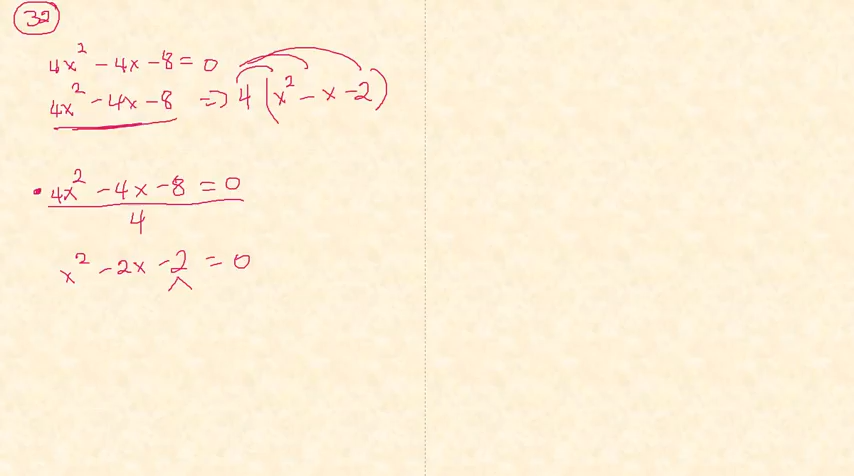 32
4x² - 4x - 8 = 0
4x² - 4x - 8 => 4(x² - x - 2)
• 4x² - 4x - 8 = 0
4
x² - 2x - 2 = 0